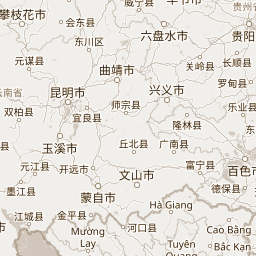 威宁县
毕节市
攀枝花市
会东县
六盘水市
贵州省
贵阳
东川区
元谋县
关岭县
长顺县
曲靖市
罗甸县
云南省
昆明市
师宗县
兴义市
双柏县
宜良县
乐业县
隆林县
玉溪市
丘北县
广南县
元江县
开远市
富宁县
百色市
墨江县
文山市
德保县
蒙自市
Hà Giang
江城县
金平县
河口县
Cao Bằng
Mường
Lay
Tuyên
Quang
Bắc Kạn